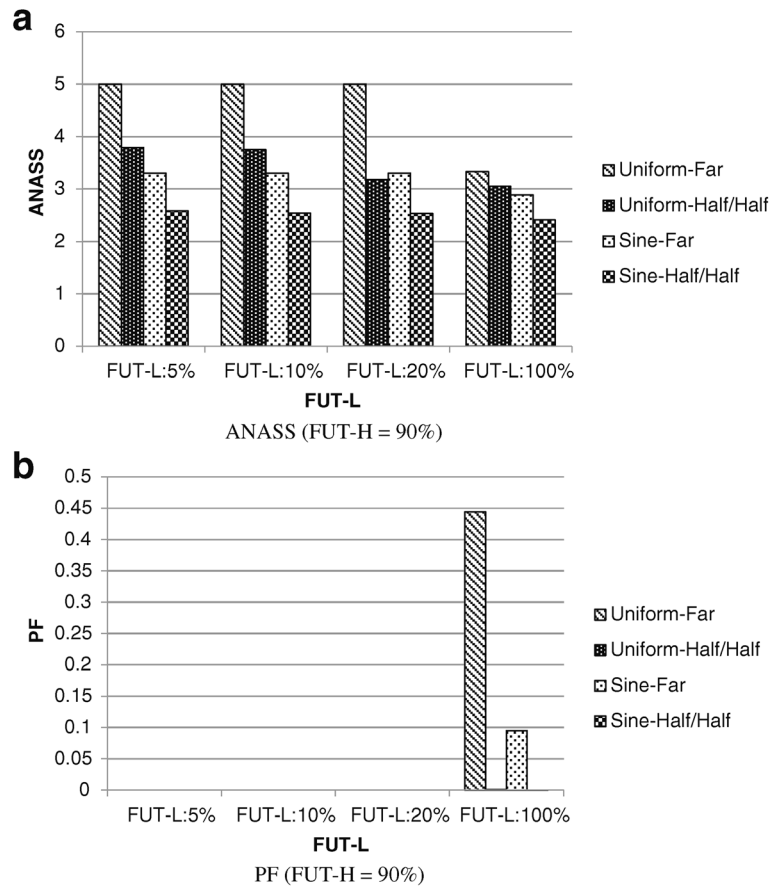 a
6
5
4
3
2
1
0
ANASS
FUT-L:5% FUT-L:10% FUT-L:20% FUT-L:100%
FUT-L
Uniform-Far
Uniform-Half/Half
Sine-Far
Sine-Half/Half
ANASS (FUT-H = 90%)
b
0.5
0.45
0.4
0.35
0.3
0.25
0.2
0.15
0.1
0.05
0
PF
FUT-L:5% FUT-L:10% FUT-L:20% FUT-L:100%
FUT-L
Uniform-Far
Uniform-Half/Half
Sine-Far
Sine-Half/Half
PF (FUT-H = 90%)